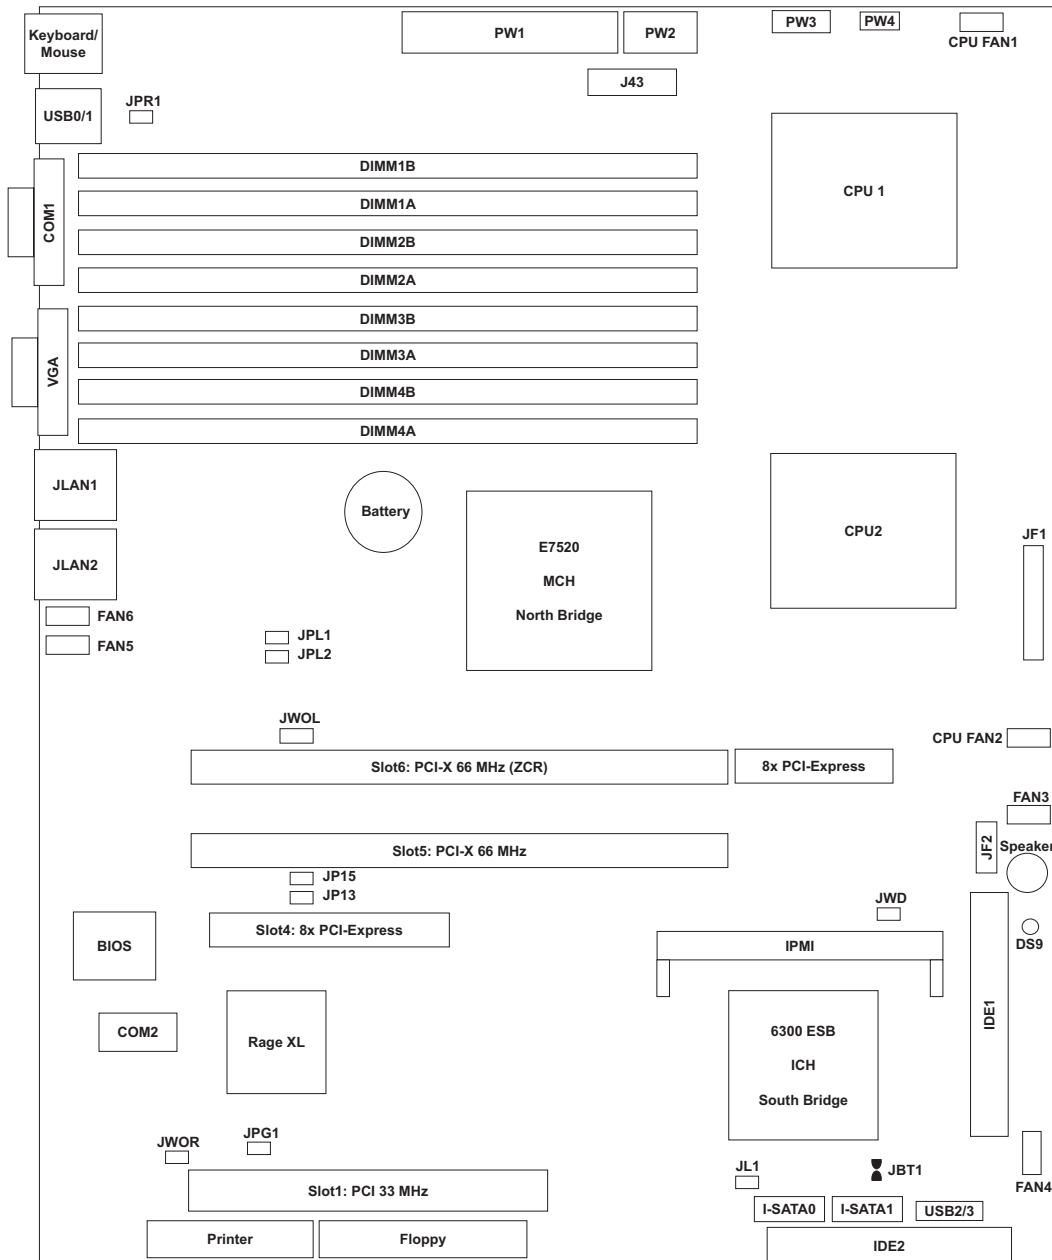 Keyboard/
Mouse
PW1
PW2
PW3
PW4
CPU FAN1
J43
USB0/1
JPR1
DIMM1B
DIMM1A
DIMM2B
DIMM2A
DIMM3B
DIMM3A
DIMM4B
DIMM4A
COM1
VGA
CPU 1
JLAN1
JLAN2
Battery
E7520
MCH
North Bridge
CPU2
JF1
FAN6
FAN5
JPL1
JPL2
JWOL
CPU FAN2
Slot6: PCI-X 66 MHz (ZCR)
8x PCI-Express
FAN3
Slot5: PCI-X 66 MHz
JF2
Speaker
JP15
JP13
JWD
Slot4: 8x PCI-Express
BIOS
IPMI
DS9
IDE1
COM2
Rage XL
6300 ESB
ICH
South Bridge
JWOR
JPG1
JL1
JBT1
FAN4
Slot1: PCI 33 MHz
I-SATA0
I-SATA1
USB2/3
Printer
Floppy
IDE2